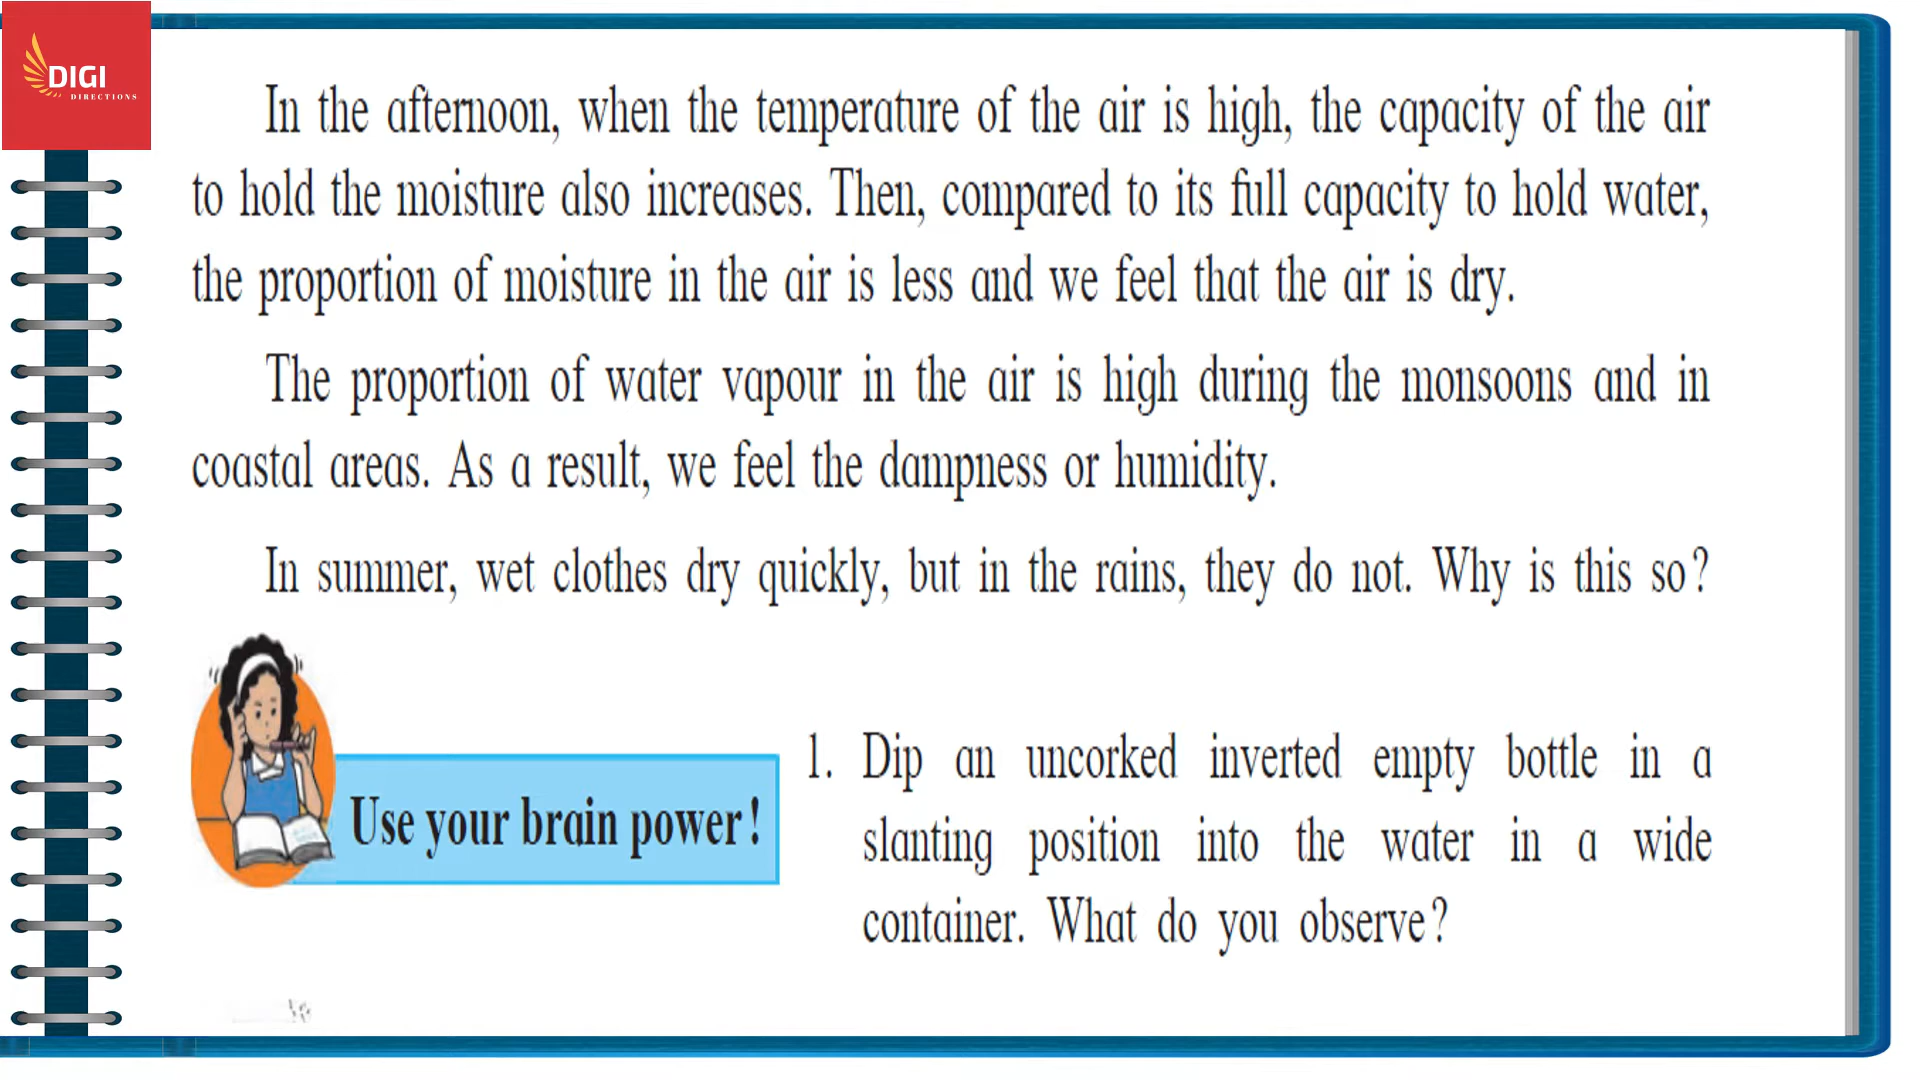 DIGI
DIRECTIONS
In the afternoon, when the temperature of the air is high, the capacity of the air
to hold the moisture also increases. Then, compared to its full capacity to hold water,
the proportion of moisture in the air is less and we feel that the air is dry.
The proportion of water vapour in the air is high during the monsoons and in
coastal areas. As a result, we feel the dampness or humidity.
In summer, wet clothes dry quickly, but in the rains, they do not. Why is this so?
Use your brain power!
1. Dip an uncorked inverted empty bottle in a
slanting position into the water in a wide
container. What do you observe?